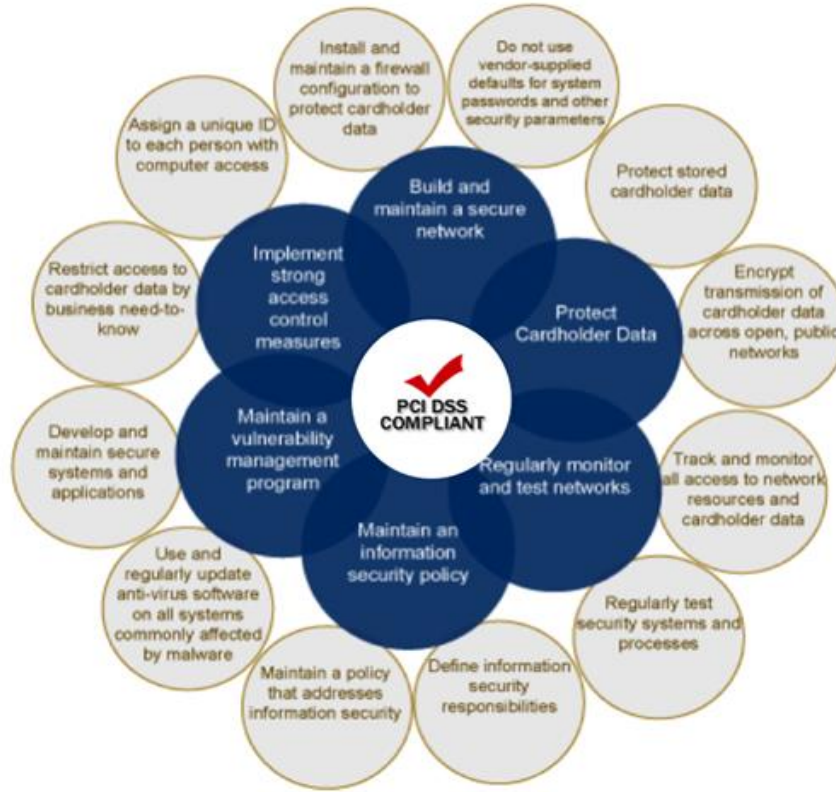 Install and
maintain a firewall
configuration to
protect cardholder
data
Do not use
vendor-supplied
defaults for system
passwords and other
security parameters
Protect stored
cardholder data
Encrypt
transmission of
cardholder data
across open, public
networks
Track and monitor
all access to network
resources and
cardholder data
Regularly test
security systems and
processes
Define information
security
responsibilities
Maintain a policy
that addresses
information security
Use and
regularly update
anti-virus software
on all systems
commonly affected
by malware
Develop and
maintain secure
systems and
applications
Restrict access to
cardholder data by
business need-to-
know
Assign a unique ID
to each person with
computer access
Build and
maintain a secure
network
Protect
Cardholder Data
Regularly monitor
and test networks
Maintain an
information
security policy
Maintain a
vulnerability
management
program
Implement
strong
access
control
measures
PCI DSS
COMPLIANT